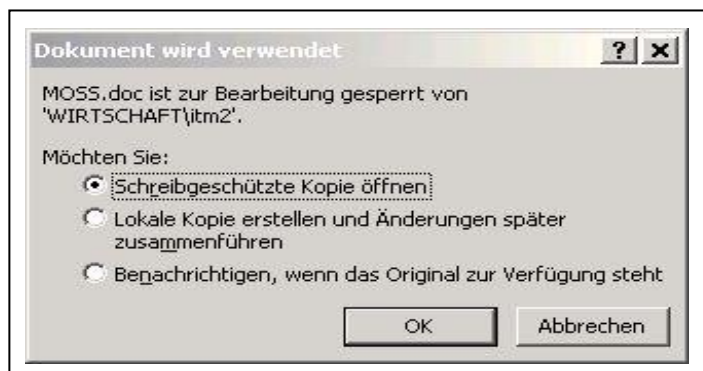 Dokument wird verwendet
MOSS.doc ist zur Bearbeitung gesperrt von
'WIRTSCHAFT\itm2'.
Möchten Sie:
Schreibgeschützte Kopie öffnen
Lokale Kopie erstellen und Änderungen später
zusammenführen
Benachrichtigen, wenn das Original zur Verfügung steht
OK Abbrechen